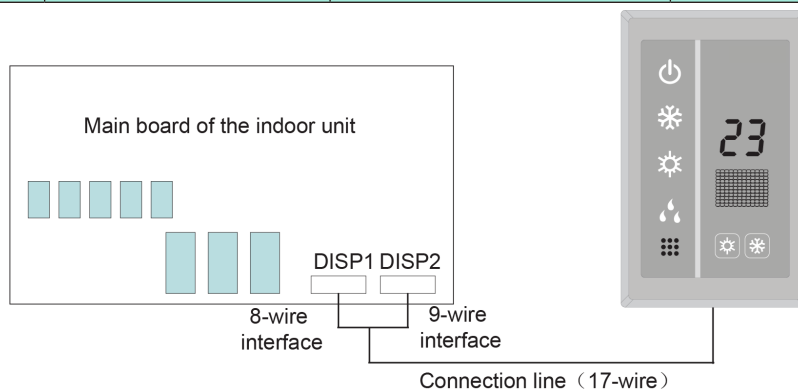 Main board of the indoor unit
23
DISP1 DISP2
8-wire
interface
9-wire
interface
Connection line（17-wire）